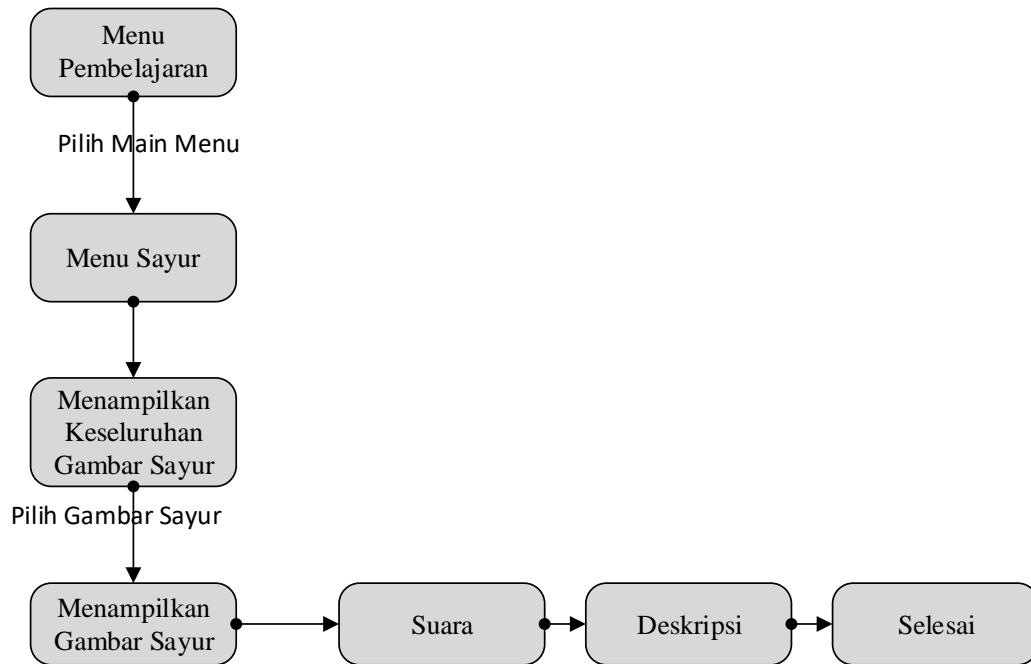 Menu
Pembelajaran
Pilih Main Menu
Menu Sayur
Menampilkan
Keseluruhan
Gambar Sayur
Pilih Gambar Sayur
Menampilkan
Gambar Sayur
Suara
Deskripsi
Selesai